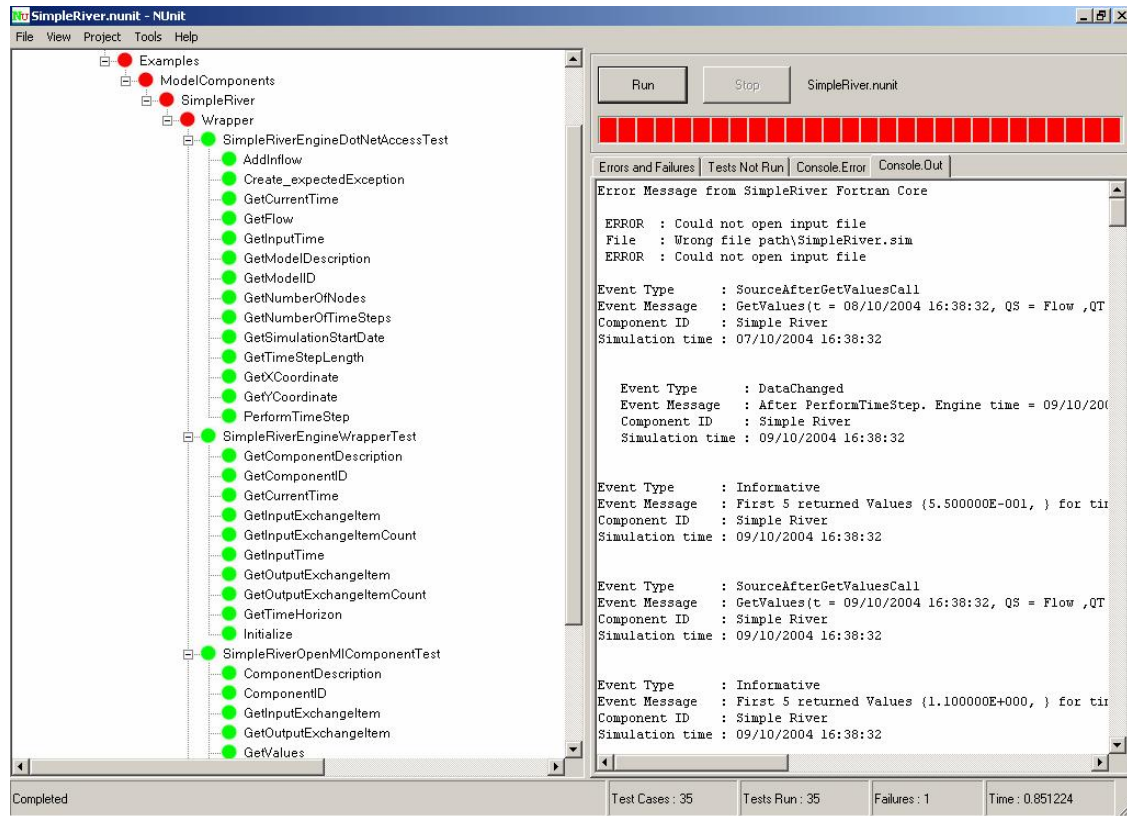 SimpleRiver.nunit - NUnit
File View Project Tools Help
Examples
ModelComponents
SimpleRiver
Wrapper
SimpleRiverEngineDotNetAccessTest
AddInflow
Create_expectedException
GetCurrentTime
GetFlow
GetInputTime
GetModelDescription
GetModelID
GetNumberOfNodes
GetNumberOfTimeSteps
GetSimulationStartDate
GetTimeStepLength
GetXCoordinate
GetYCoordinate
PerformTimeStep
SimpleRiverEngineWrapperTest
GetComponentDescription
GetComponentID
GetCurrentTime
GetInputExchangeItem
GetInputExchangeItemCount
GetInputTime
GetOutputExchangeItem
GetOutputExchangeItemCount
GetTimeHorizon
Initialize
SimpleRiverOpenMIComponentTest
ComponentDescription
ComponentID
GetInputExchangeItem
GetOutputExchangeItem
GetValues
Run Stop SimpleRiver.nunit
Errors and Failures Tests Not Run Console.Error Console.Out
Error Message from SimpleRiver Fortran Core
ERROR : Could not open input file
File : Wrong file path\SimpleRiver.sim
ERROR : Could not open input file
Event Type : SourceAfterGetValuesCall
Event Message : GetValues(t = 08/10/2004 16:38:32, QS = Flow ,QT
Component ID : Simple River
Simulation time : 07/10/2004 16:38:32
Event Type : DataChanged
Event Message : After PerformTimeStep. Engine time = 09/10/200
Component ID : Simple River
Simulation time : 09/10/2004 16:38:32
Event Type : Informative
Event Message : First 5 returned Values {5.500000E-001, } for tim
Component ID : Simple River
Simulation time : 09/10/2004 16:38:32
Event Type : SourceAfterGetValuesCall
Event Message : GetValues(t = 09/10/2004 16:38:32, QS = Flow ,QT
Component ID : Simple River
Simulation time : 09/10/2004 16:38:32
Event Type : Informative
Event Message : First 5 returned Values {1.100000E+000, } for tim
Component ID : Simple River
Simulation time : 09/10/2004 16:38:32
Completed Test Cases : 35 Tests Run : 35 Failures : 1 Time : 0.851224